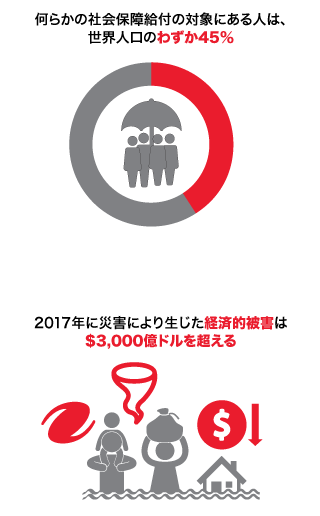 何らかの社会保障給付の対象にある人は、
世界人口のわずか45%
2017年に災害により生じた経済的被害は
$3,000億ドルを超える
$